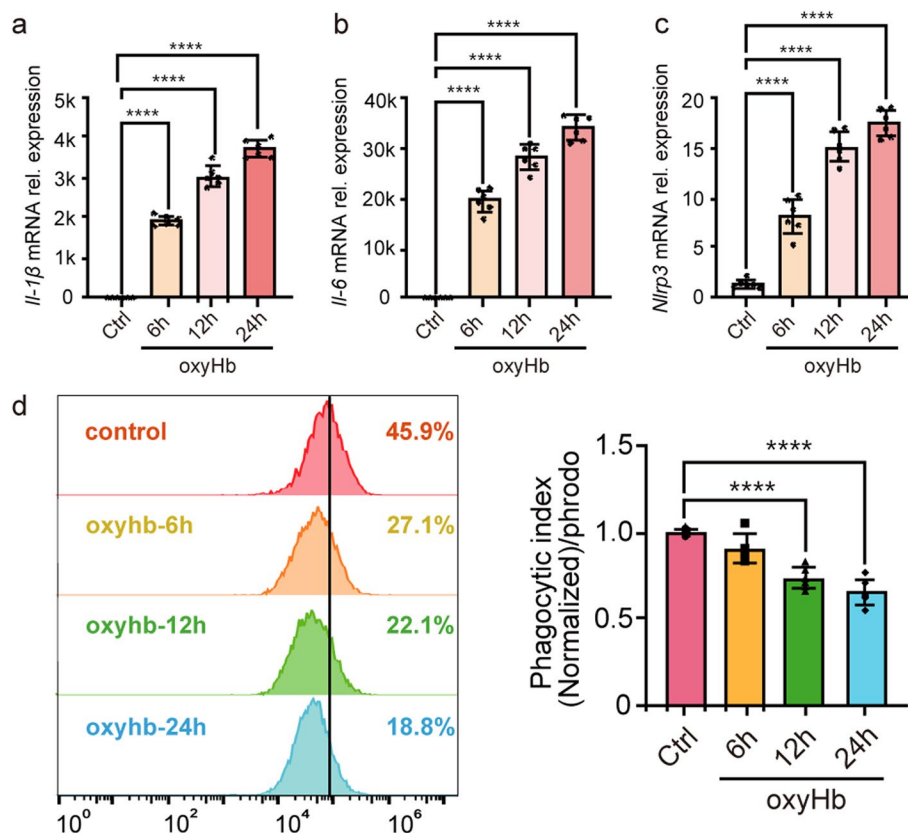 a
Il-1β mRNA rel. expression
5k
4k
3k
2k
1k
0
****
****
****
Ctrl
6h
12h
24h
oxyHb
b
Il-6 mRNA rel. expression
40k
30k
20k
10k
0
****
****
****
Ctrl
6h
12h
24h
oxyHb
c
Nlrp3 mRNA rel. expression
20
15
10
5
0
****
****
****
Ctrl
6h
12h
24h
oxyHb
d
control 45.9%
oxyhb-6h 27.1%
oxyhb-12h 22.1%
oxyhb-24h 18.8%
10⁰ 10² 10⁴ 10⁶
Phagocytic index
(Normalized)/phrodo
1.5
1.0
0.5
0
****
****
Ctrl
6h
12h
24h
oxyHb